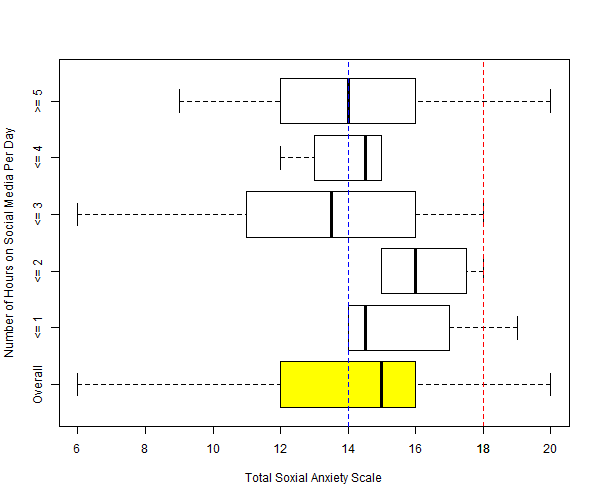 Number of Hours on Social Media Per Day
>= 5
<= 4
<= 3
<= 2
<= 1
Overall
6 8 10 12 14 16 18 20
Total Soxial Anxiety Scale